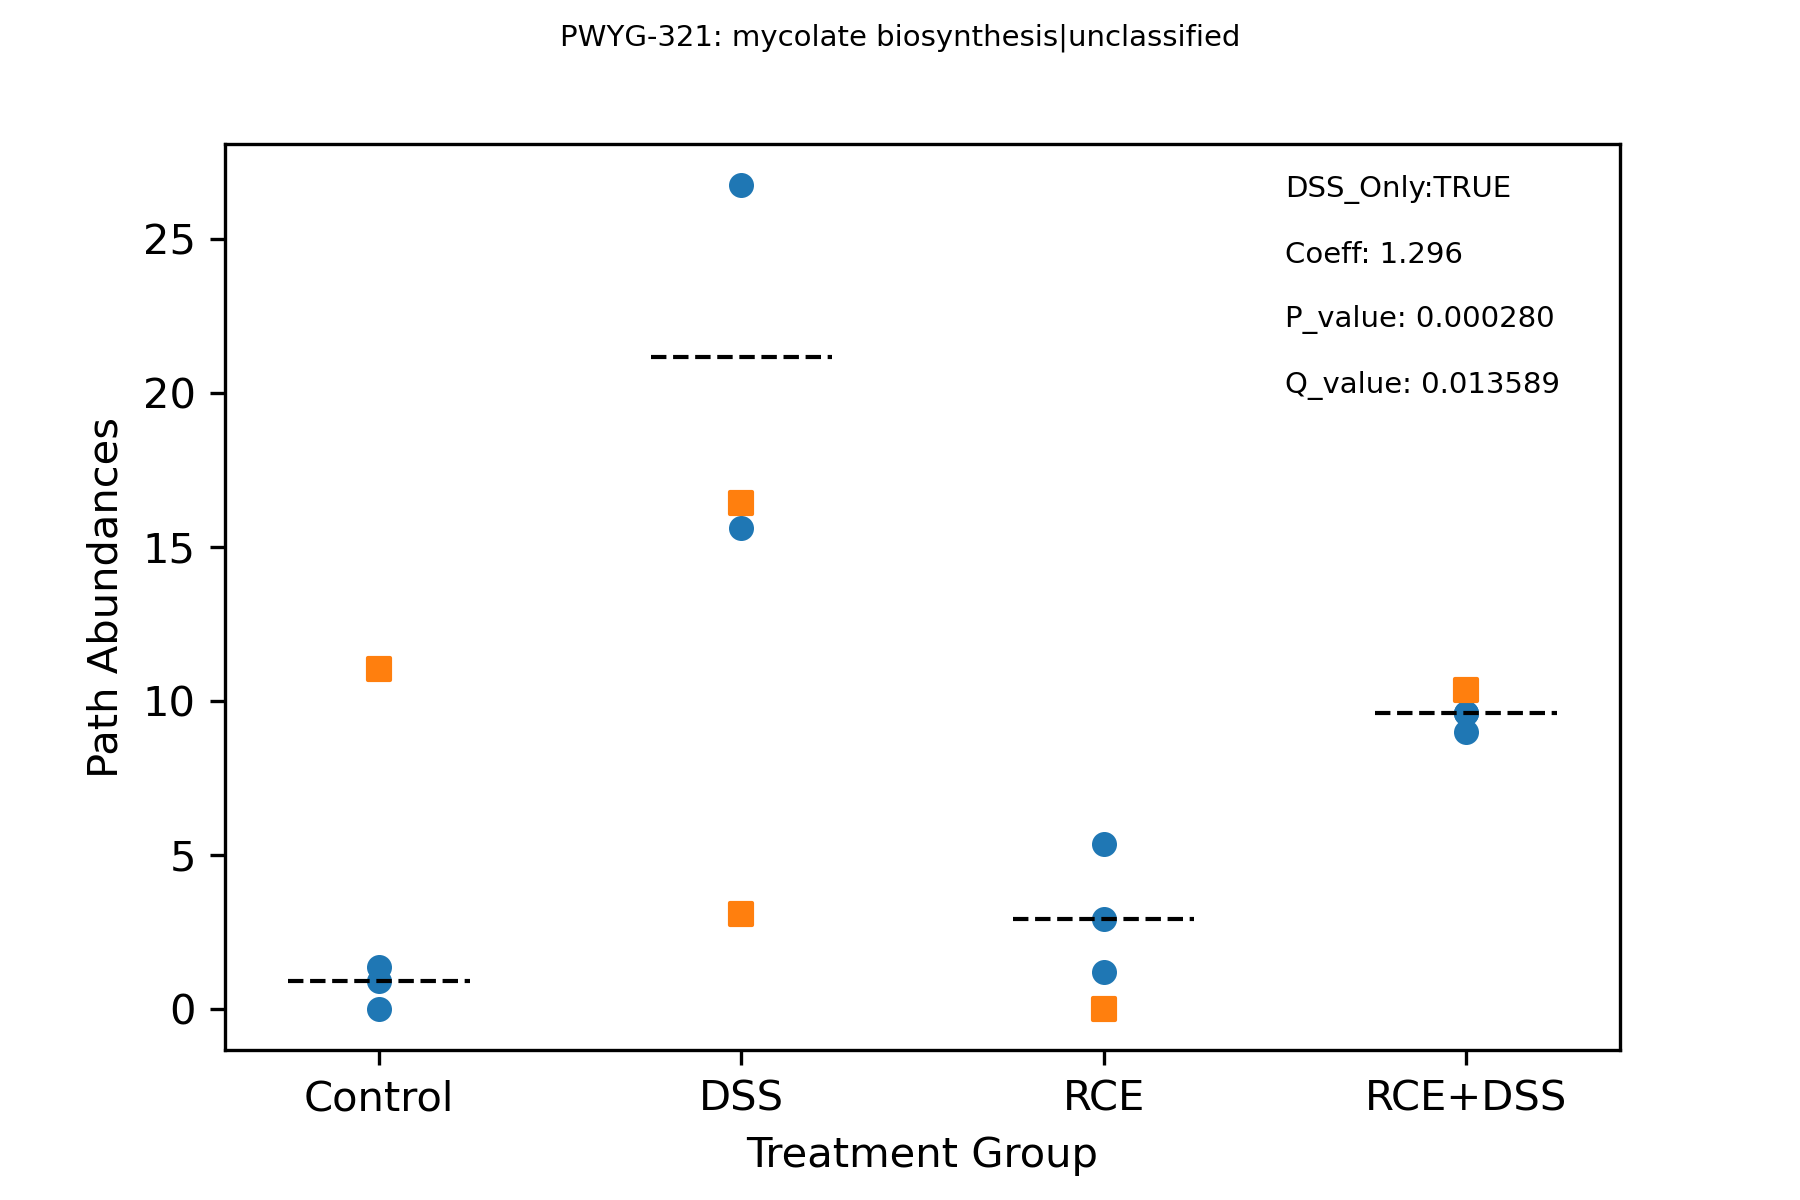 PWYG-321: mycolate biosynthesis|unclassified
DSS_Only:TRUE
Coeff: 1.296
P_value: 0.000280
Q_value: 0.013589
Path Abundances
25
20
15
10
5
0
Control DSS RCE RCE+DSS
Treatment Group